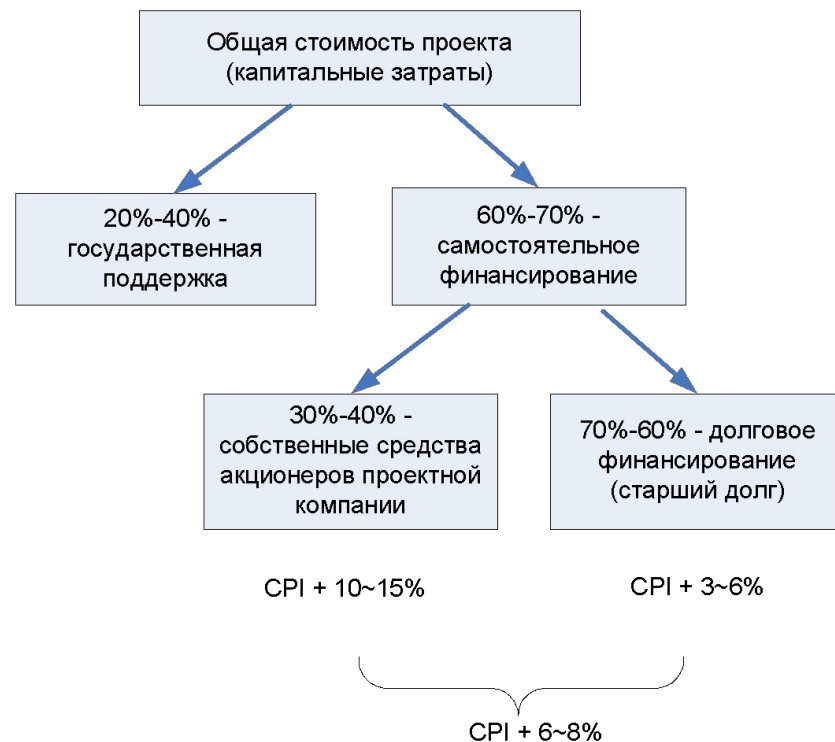 Общая стоимость проекта
(капитальные затраты)
20%-40% -
государственная
поддержка
60%-70% -
самостоятельное
финансирование
30%-40% -
собственные средства
акционеров проектной
компании
70%-60% - долговое
финансирование
(старший долг)
CPI + 10~15%
CPI + 3~6%
CPI + 6~8%